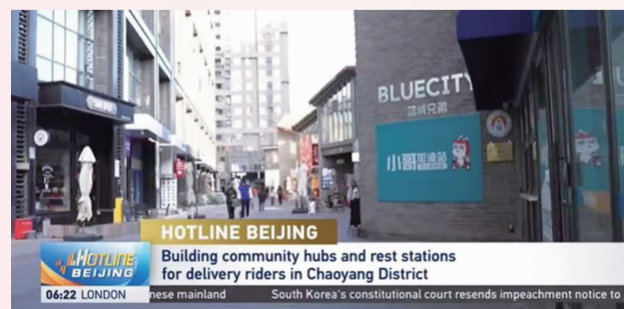 BLUECITY
蓝城兄弟
小哥加油站
HOTLINE BEIJING
HOTLINE
BEIJING
Building community hubs and rest stations
for delivery riders in Chaoyang District
06:22 LONDON
nese mainland South Korea's constitutional court resends impeachment notice to